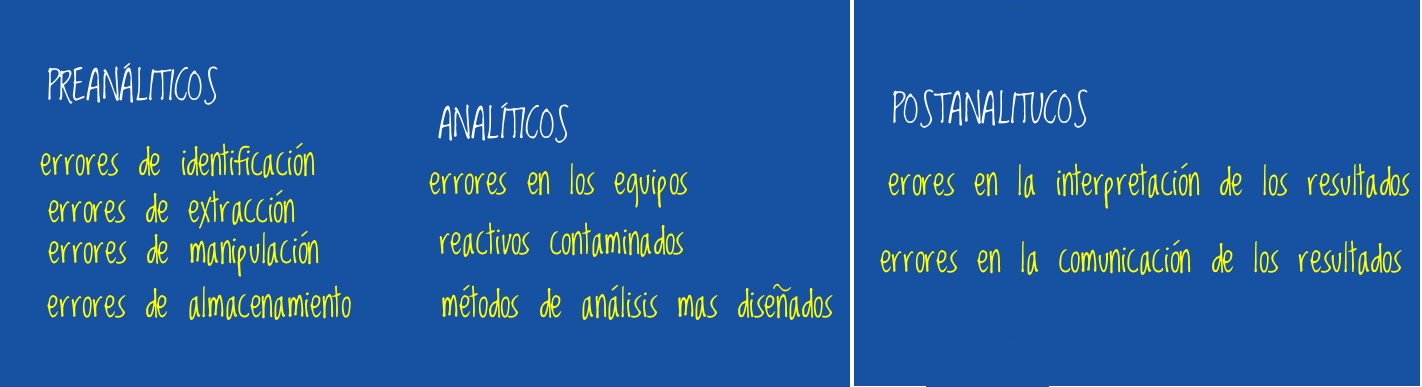 PREANÁLITICOS
errores de identificación
errores de extracción
errores de manipulación
errores de almacenamiento
ANALÍTICOS
errores en los equipos
reactivos contaminados
métodos de análisis mas diseñados
POSTANALITUCOS
erores en la interpretación de los resultados
errores en la comunicación de los resultados